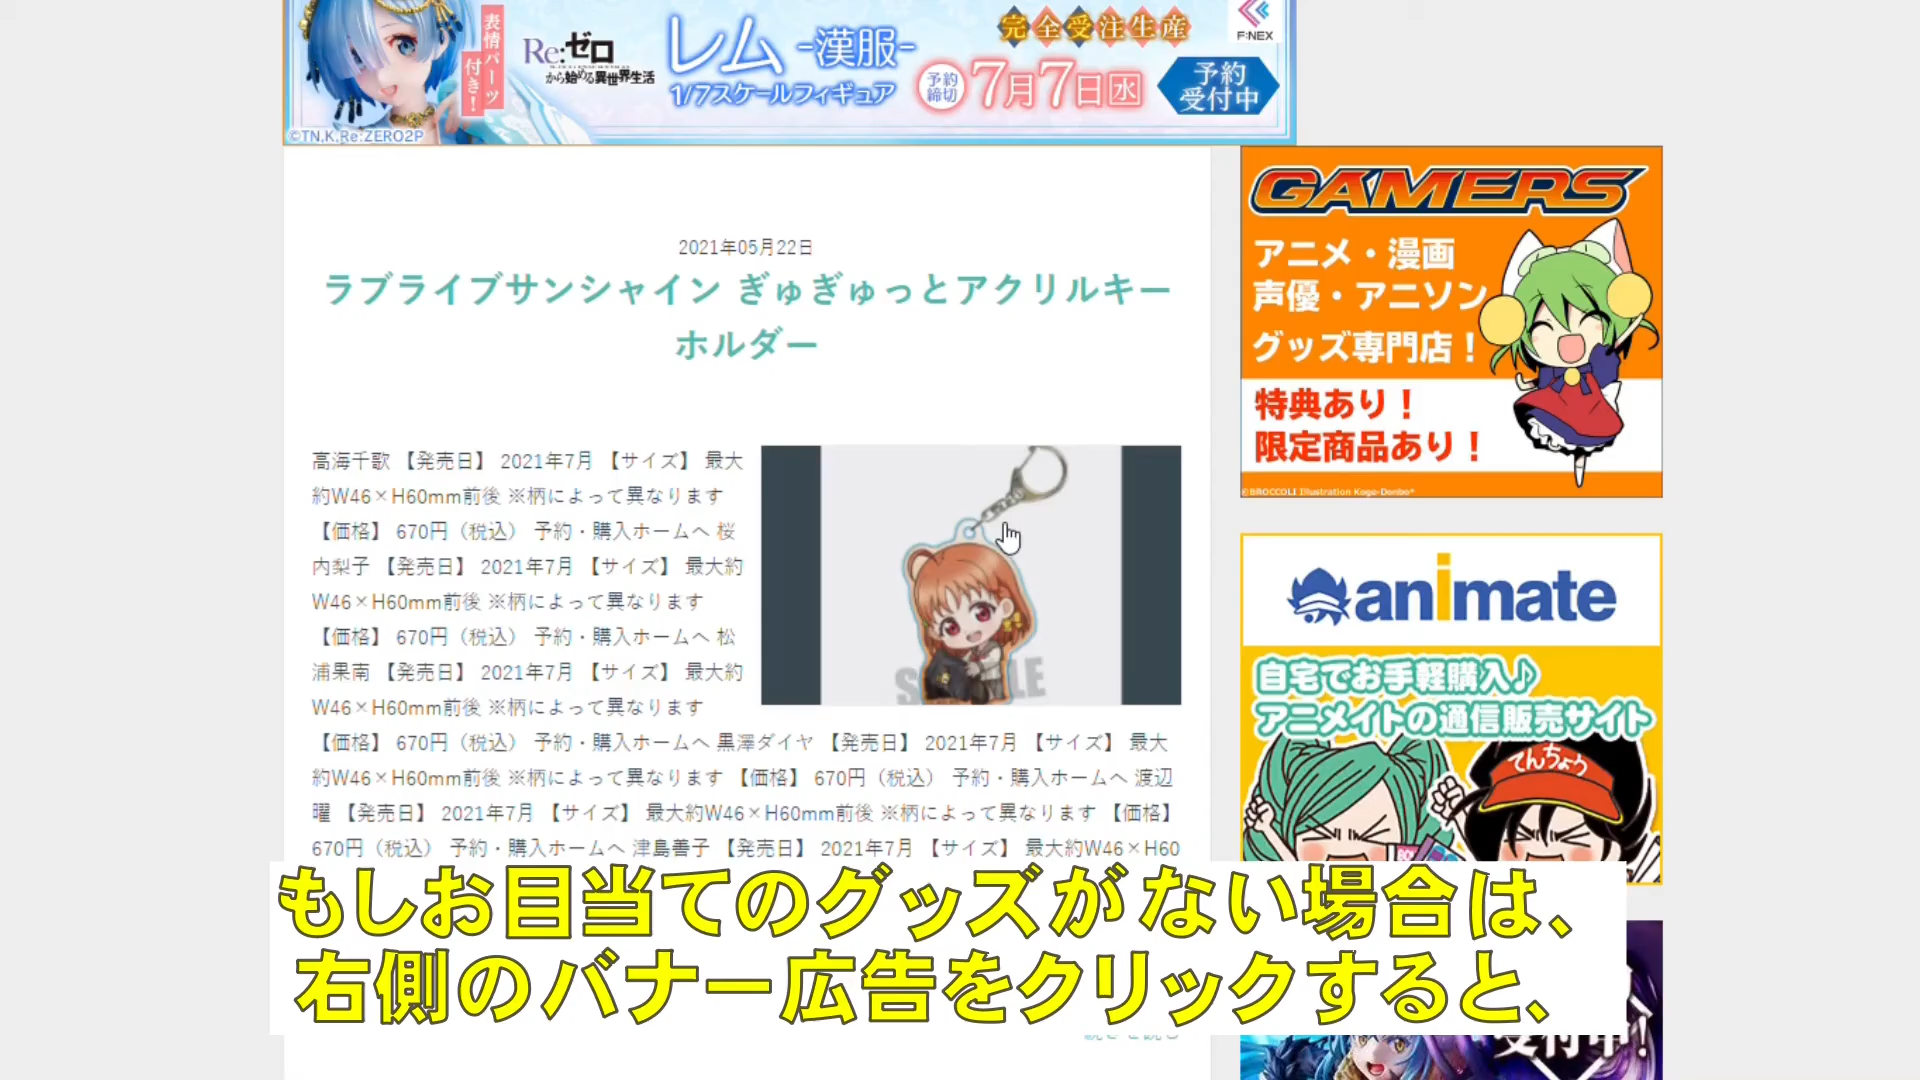 表情パーツ
付き！
Re:ゼロ
から始める異世界生活
レム -漢服-
1/7スケールフィギュア
完全受注生産
予約
締切
7月7日水
F:NEX
予約
受付中
©TN,K,Re:ZERO2P
2021年05月22日
ラブライブサンシャイン ぎゅぎゅっとアクリルキー
ホルダー
高海千歌 【発売日】 2021年7月 【サイズ】 最大
約W46×H60mm前後 ※柄によって異なります
【価格】 670円（税込） 予約・購入ホームへ 桜
内梨子 【発売日】 2021年7月 【サイズ】 最大約
W46×H60mm前後 ※柄によって異なります
【価格】 670円（税込） 予約・購入ホームへ 松
浦果南 【発売日】 2021年7月 【サイズ】 最大約
W46×H60mm前後 ※柄によって異なります
【価格】 670円（税込） 予約・購入ホームへ 黒澤ダイヤ 【発売日】 2021年7月 【サイズ】 最大
約W46×H60mm前後 ※柄によって異なります 【価格】 670円（税込） 予約・購入ホームへ 渡辺
曜 【発売日】 2021年7月 【サイズ】 最大約W46×H60mm前後 ※柄によって異なります 【価格】
670円（税込） 予約・購入ホームへ 津島善子 【発売日】 2021年7月 【サイズ】 最大約W46×H60
GAMERS
アニメ・漫画
声優・アニソン
グッズ専門店！
特典あり！
限定商品あり！
©BROCCOLI Illustration Koge-Donbo*
animate
自宅でお手軽購入♪
アニメイトの通信販売サイト
てんちょう
もしお目当てのグッズがない場合は、
右側のバナー広告をクリックすると、
受付中！